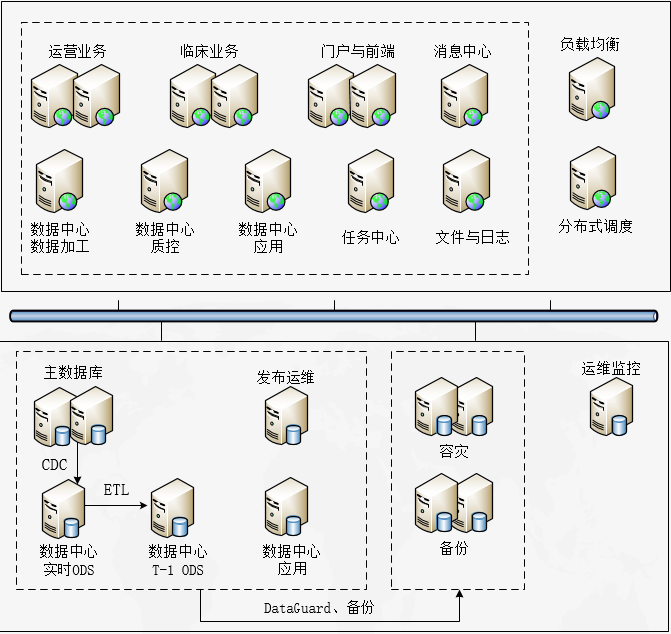 运营业务
临床业务
门户与前端
消息中心
负载均衡
数据中心
数据加工
数据中心
质控
数据中心
应用
任务中心
文件与日志
分布式调度
主数据库
发布运维
运维监控
CDC
容灾
ETL
数据中心
实时ODS
数据中心
T-1 ODS
数据中心
应用
备份
DataGuard、备份